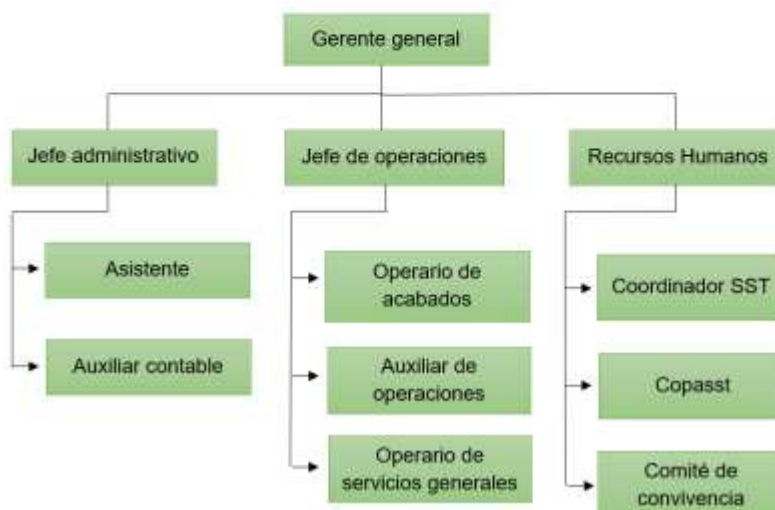 Gerente general
Jefe administrativo
Jefe de operaciones
Recursos Humanos
Asistente
Auxiliar contable
Operario de
acabados
Auxiliar de
operaciones
Operario de
servicios generales
Coordinador SST
Copasst
Comité de
convivencia